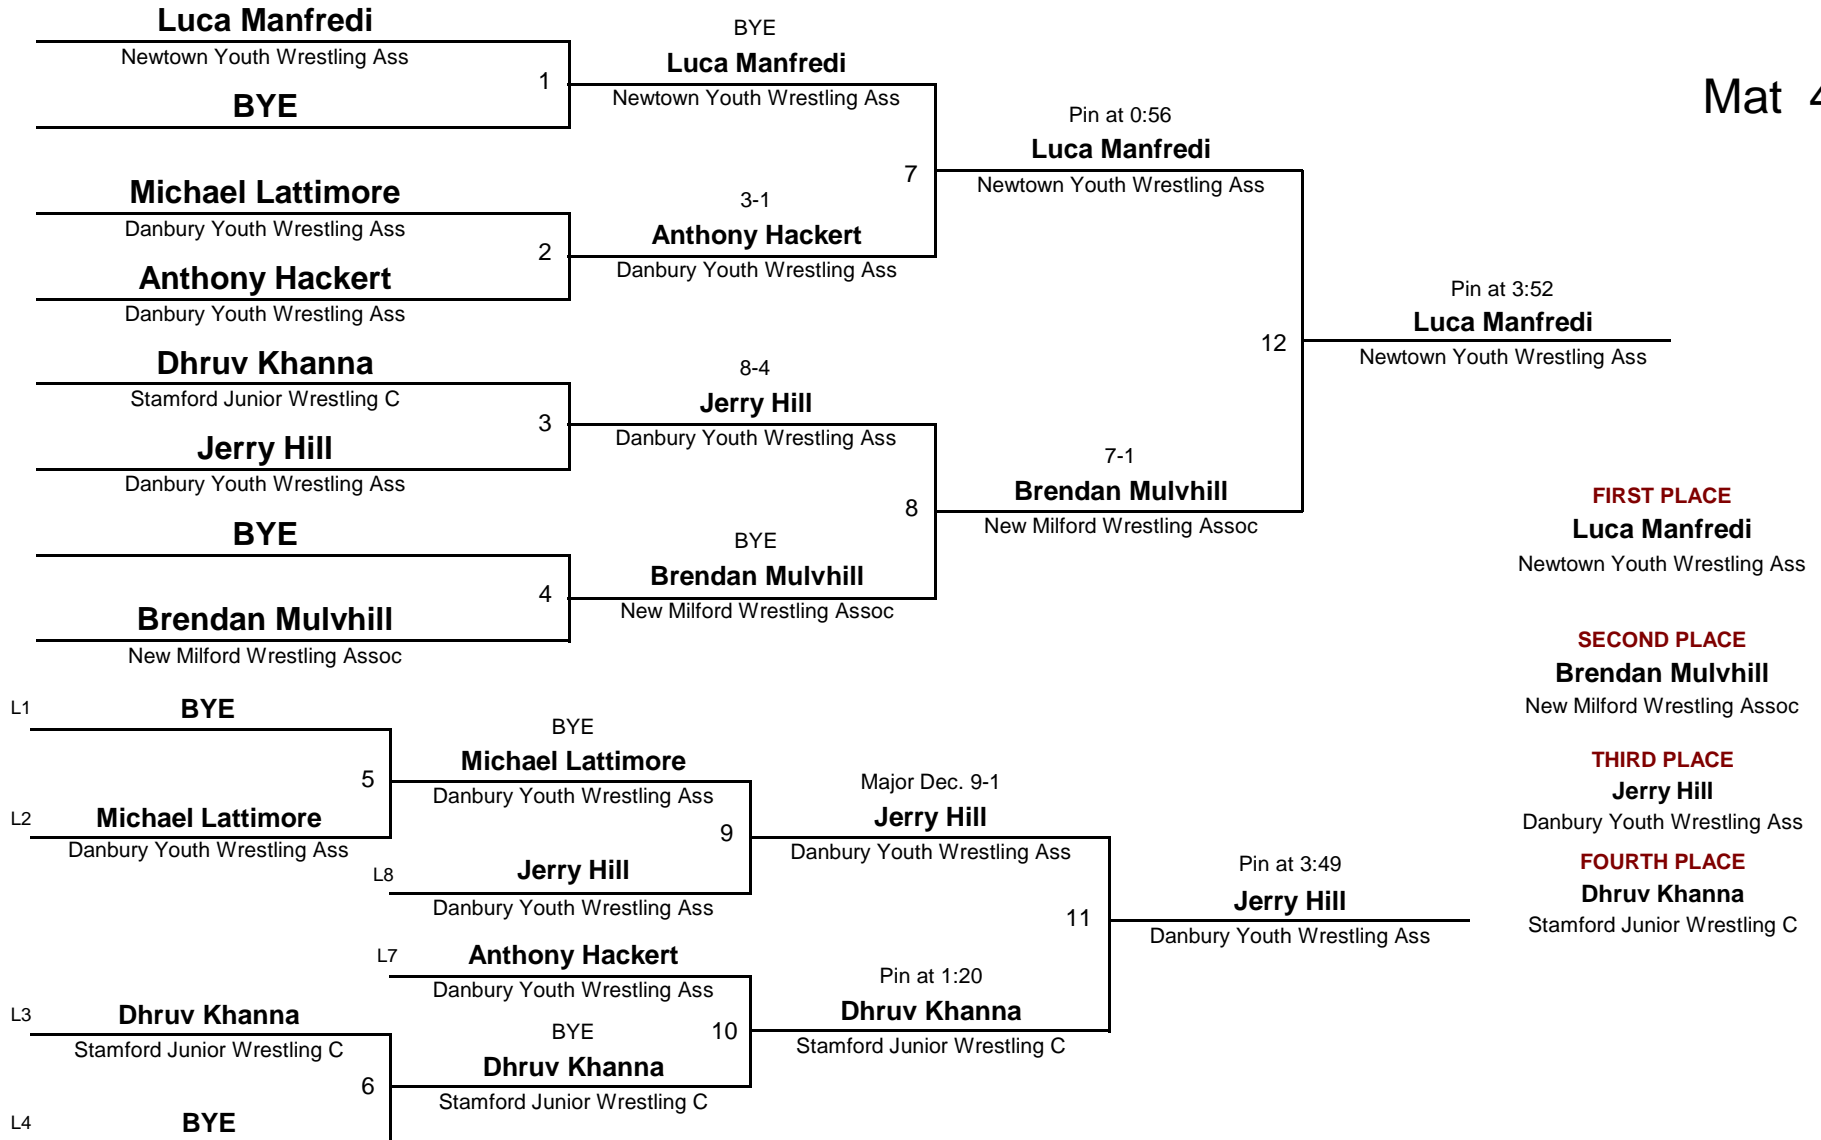 Luca Manfredi
Newtown Youth Wrestling Ass
1
BYE
BYE
Luca Manfredi
Newtown Youth Wrestling Ass
Mat 4
Michael Lattimore
Danbury Youth Wrestling Ass
2
Anthony Hackert
Danbury Youth Wrestling Ass
3-1
Anthony Hackert
Danbury Youth Wrestling Ass
7
Pin at 0:56
Luca Manfredi
Newtown Youth Wrestling Ass
Dhruv Khanna
Stamford Junior Wrestling C
3
Jerry Hill
Danbury Youth Wrestling Ass
8-4
Jerry Hill
Danbury Youth Wrestling Ass
BYE
4
Brendan Mulvhill
New Milford Wrestling Assoc
BYE
Brendan Mulvhill
New Milford Wrestling Assoc
8
7-1
Brendan Mulvhill
New Milford Wrestling Assoc
12
Pin at 3:52
Luca Manfredi
Newtown Youth Wrestling Ass
FIRST PLACE
Luca Manfredi
Newtown Youth Wrestling Ass
SECOND PLACE
Brendan Mulvhill
New Milford Wrestling Assoc
THIRD PLACE
Jerry Hill
Danbury Youth Wrestling Ass
FOURTH PLACE
Dhruv Khanna
Stamford Junior Wrestling C
L1 BYE
5
L2 Michael Lattimore
Danbury Youth Wrestling Ass
BYE
Michael Lattimore
Danbury Youth Wrestling Ass
9
L8 Jerry Hill
Danbury Youth Wrestling Ass
Major Dec. 9-1
Jerry Hill
Danbury Youth Wrestling Ass
L7 Anthony Hackert
Danbury Youth Wrestling Ass
L3 Dhruv Khanna
Stamford Junior Wrestling C
6
L4 BYE
BYE
Dhruv Khanna
Stamford Junior Wrestling C
10
Pin at 1:20
Dhruv Khanna
Stamford Junior Wrestling C
11
Pin at 3:49
Jerry Hill
Danbury Youth Wrestling Ass